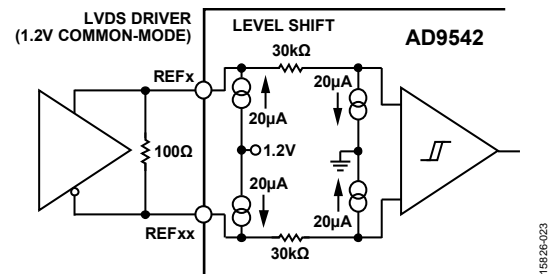 LVDS DRIVER
(1.2V COMMON-MODE)
LEVEL SHIFT
AD9542
30kΩ
REFx
20µA
20µA
100Ω
1.2V
20µA
20µA
REFxx
30kΩ
15826-023